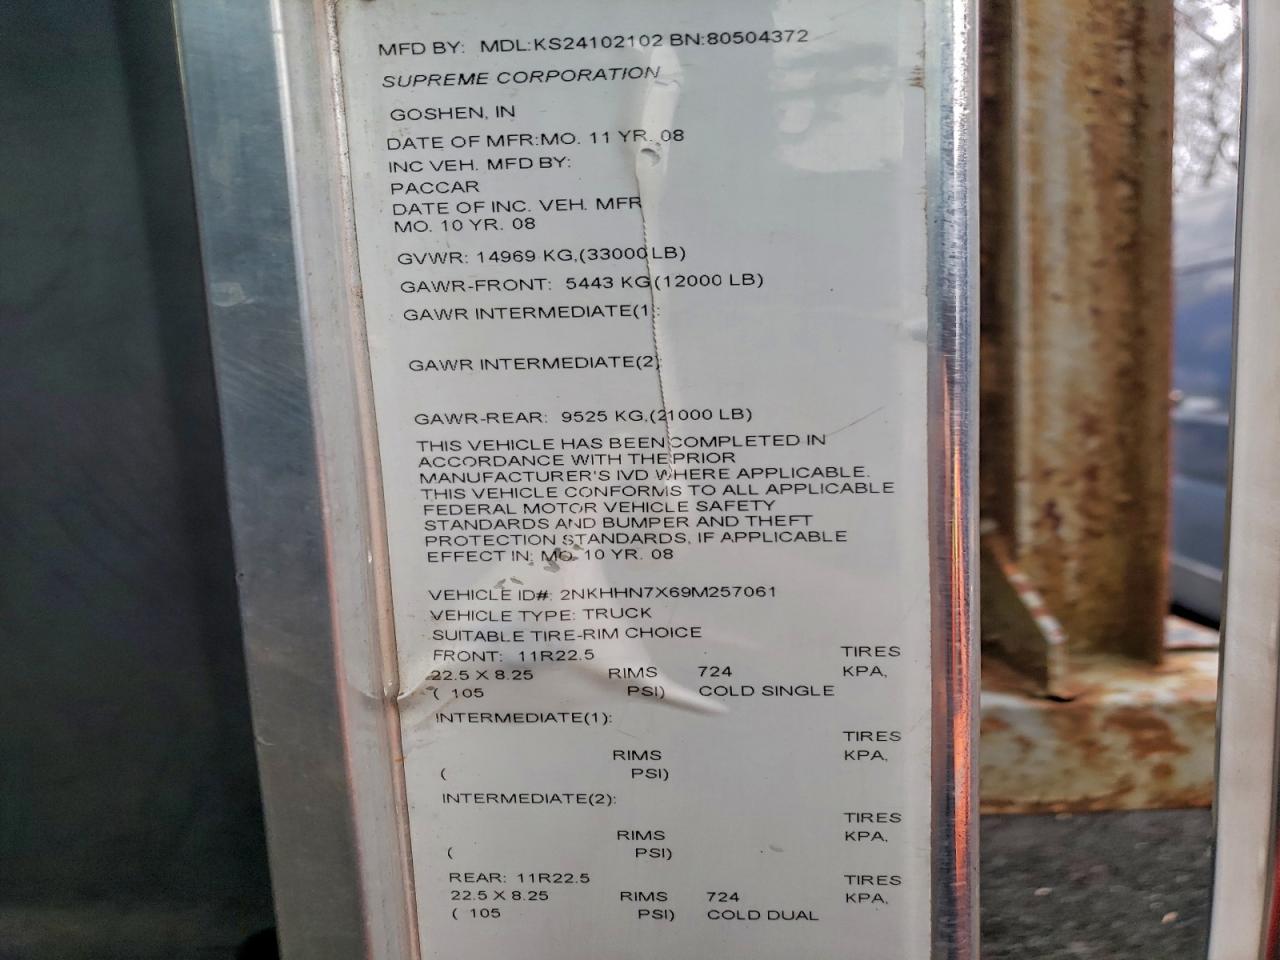 MFD BY: MDL:KS24102102 BN:80504372
SUPREME CORPORATION
GOSHEN, IN
DATE OF MFR:MO. 11 YR. 08
INC VEH. MFD BY:
PACCAR
DATE OF INC. VEH. MFR
MO. 10 YR. 08
GVWR: 14969 KG,(33000 LB)
GAWR-FRONT: 5443 KG(12000 LB)
GAWR INTERMEDIATE(1):
GAWR INTERMEDIATE(2):
GAWR-REAR: 9525 KG,(21000 LB)
THIS VEHICLE HAS BEEN COMPLETED IN
ACCORDANCE WITH THE PRIOR
MANUFACTURER'S IVD WHERE APPLICABLE.
THIS VEHICLE CONFORMS TO ALL APPLICABLE
FEDERAL MOTOR VEHICLE SAFETY
STANDARDS AND BUMPER AND THEFT
PROTECTION STANDARDS, IF APPLICABLE
EFFECT IN: MO. 10 YR. 08
VEHICLE ID#: 2NKHHN7X69M257061
VEHICLE TYPE: TRUCK
SUITABLE TIRE-RIM CHOICE
FRONT: 11R22.5 TIRES
22.5 X 8.25 RIMS 724 KPA,
( 105 PSI) COLD SINGLE
INTERMEDIATE(1):
TIRES
RIMS KPA,
( PSI)
INTERMEDIATE(2):
TIRES
RIMS KPA,
( PSI)
REAR: 11R22.5 TIRES
22.5 X 8.25 RIMS 724 KPA,
( 105 PSI) COLD DUAL